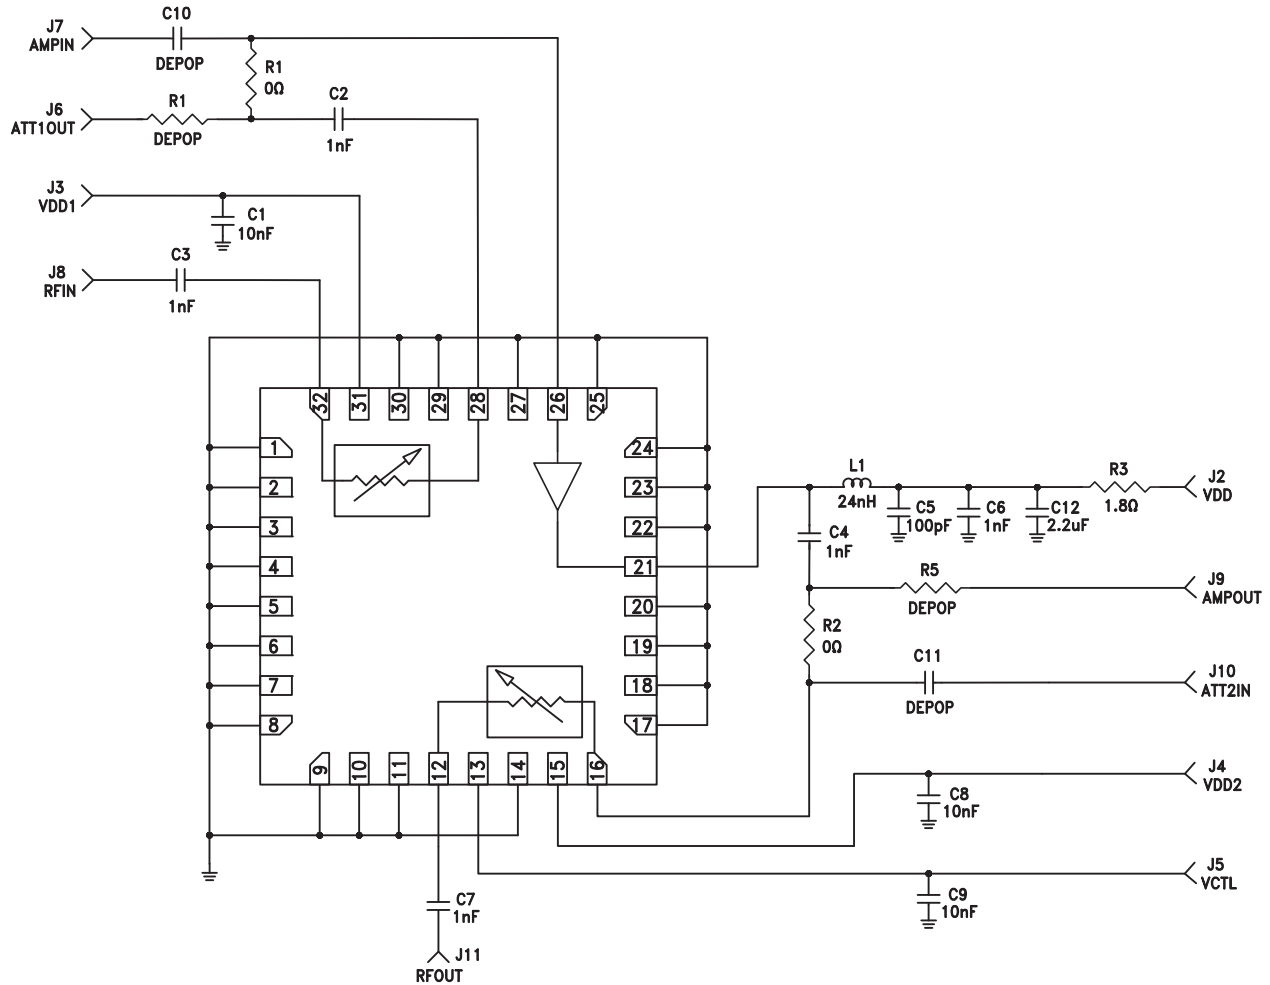 J7
AMPIN
C10
DEPOP
R1
0Ω
J6
ATT1OUT
R1
DEPOP
C2
1nF
J3
VDD1
C1
10nF
J8
RFIN
C3
1nF
32
31
30
29
28
27
26
25
1
2
3
4
5
6
7
8
24
23
22
21
20
19
18
17
9
10
11
12
13
14
15
16
L1
24nH
C5
100pF
C6
1nF
C12
2.2uF
R3
1.8Ω
J2
VDD
C4
1nF
R5
DEPOP
J9
AMPOUT
R2
0Ω
C11
DEPOP
J10
ATT2IN
J4
VDD2
C8
10nF
J5
VCTL
C9
10nF
C7
1nF
J11
RFOUT